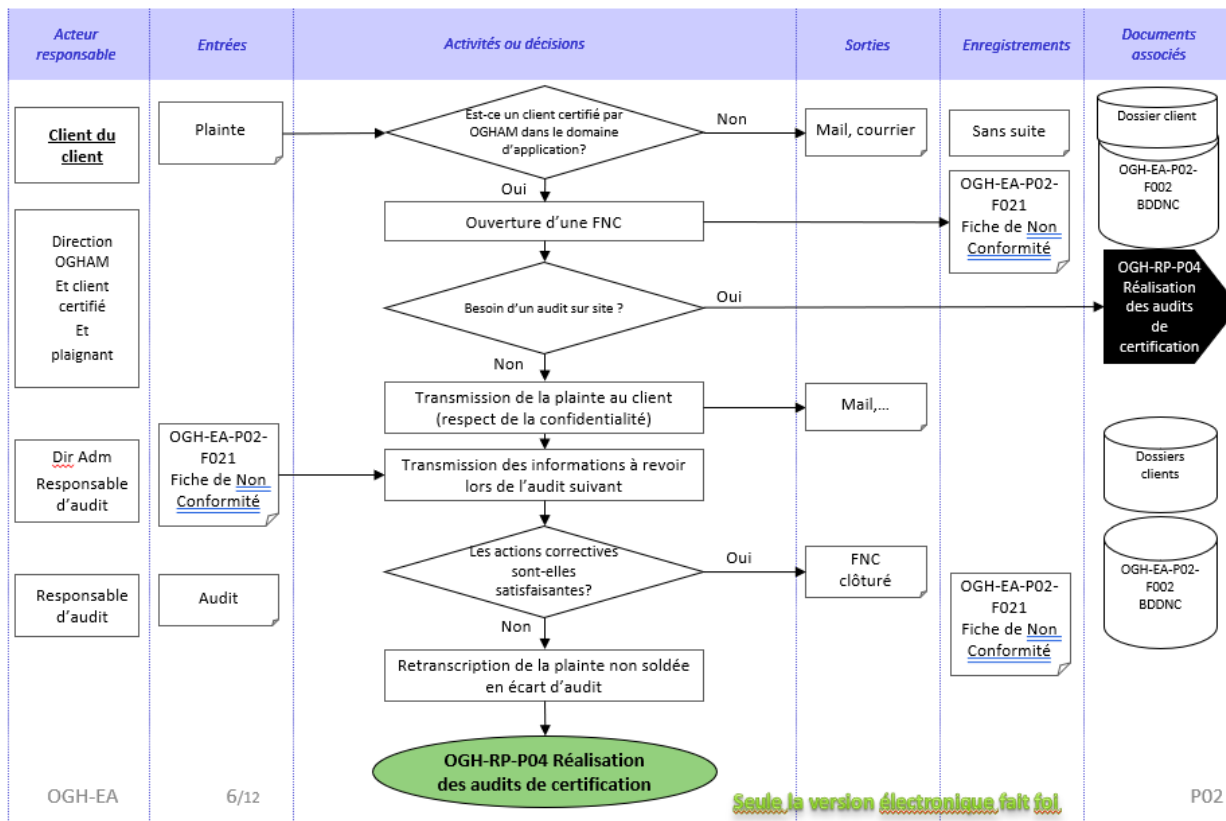 Acteur
responsable
Entrées
Activités ou décisions
Sorties
Enregistrements
Documents
associés
Client du
client
Plainte
Est-ce un client certifié par
OGHAM dans le domaine
d’application?
Non
Mail, courrier
Sans suite
Dossier client
Oui
OGH-EA-P02-
F002
BDDNC
Direction
OGHAM
Et client
certifié
Et
plaignant
Ouverture d’une FNC
OGH-EA-P02-
F021
Fiche de Non
Conformité
Besoin d’un audit sur site ?
Oui
OGH-RP-P04
Réalisation
des audits
de
certification
Non
Transmission de la plainte au client
(respect de la confidentialité)
Mail,…
Dir Adm
Responsable
d’audit
OGH-EA-P02-
F021
Fiche de Non
Conformité
Transmission des informations à revoir
lors de l’audit suivant
Dossiers
clients
Les actions correctives
sont-elles
satisfaisantes?
Oui
FNC
clôturé
OGH-EA-P02-
F002
BDDNC
Responsable
d’audit
Audit
OGH-EA-P02-
F021
Fiche de Non
Conformité
Non
Retranscription de la plainte non soldée
en écart d’audit
OGH-RP-P04 Réalisation
des audits de certification
OGH-EA
6/12
Seule la version électronique fait foi
P02